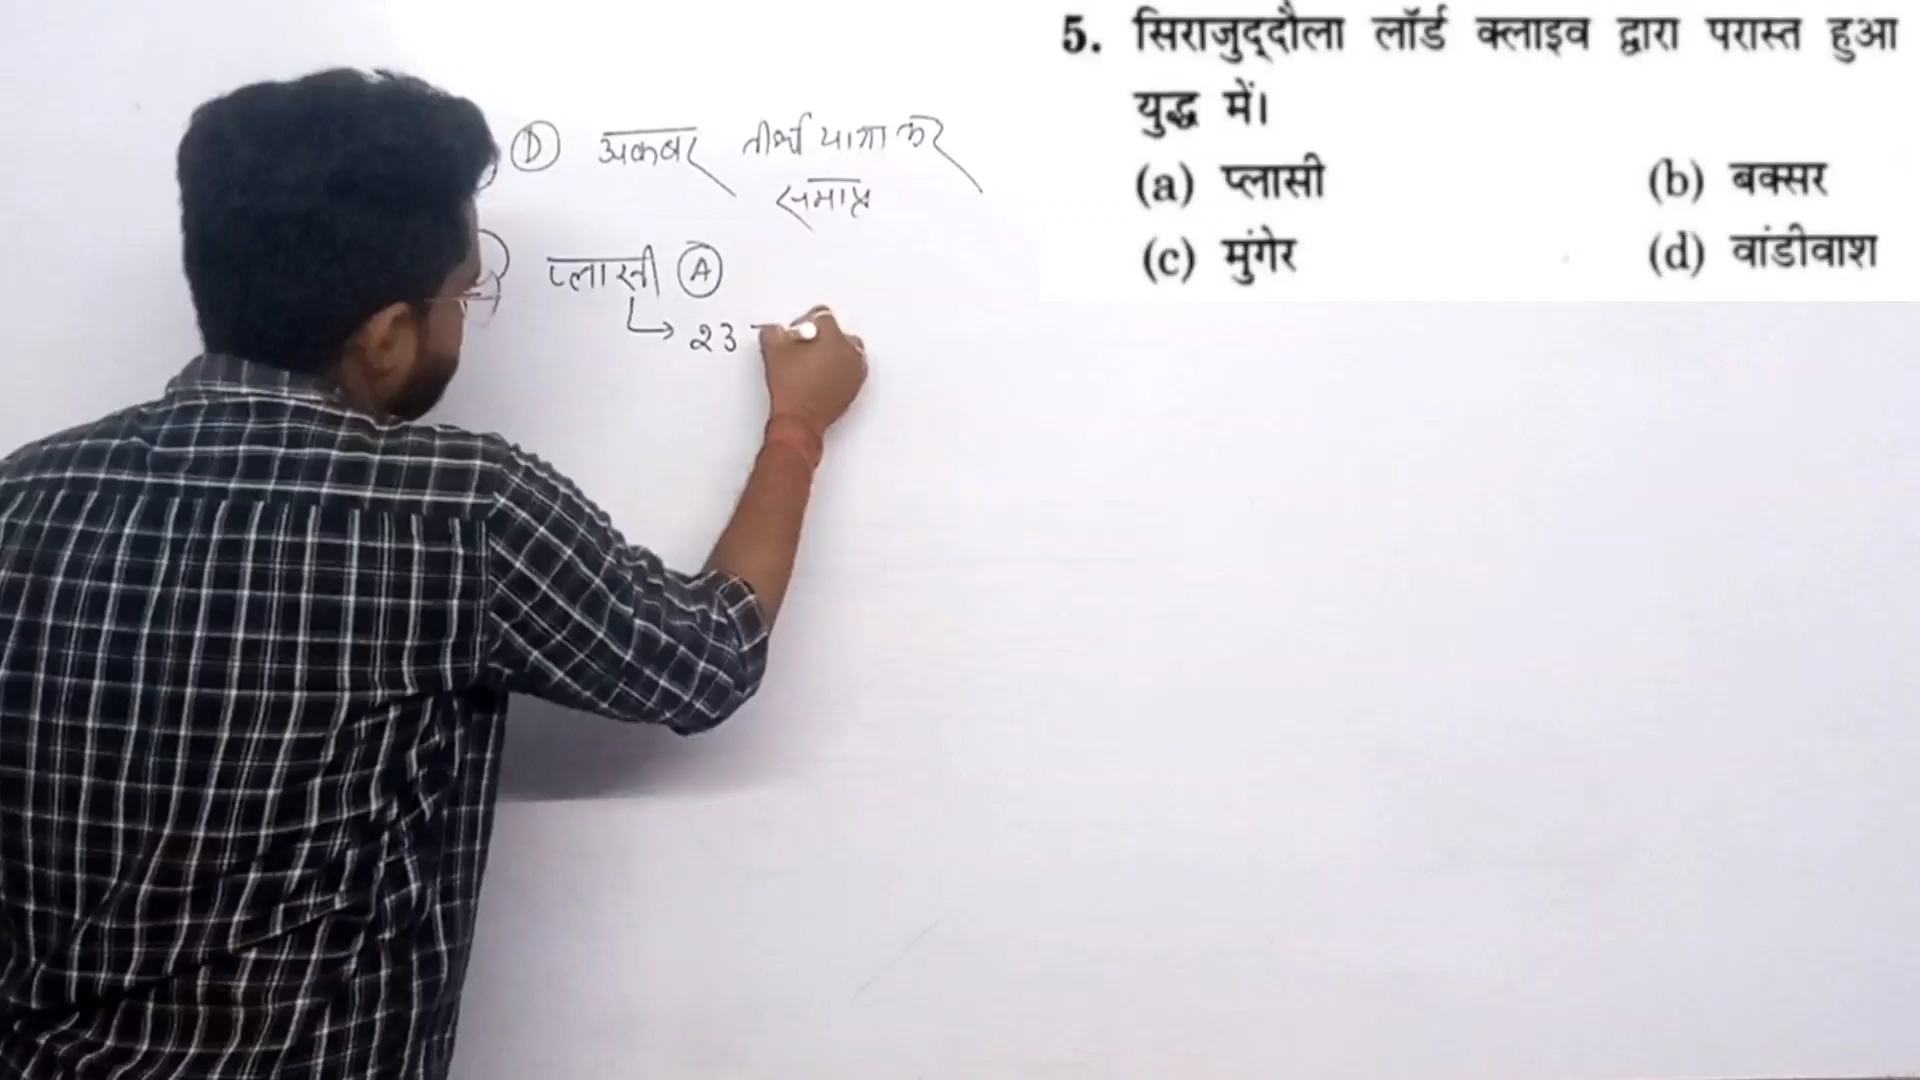 5. सिराजुद्दौला लॉर्ड क्लाइव द्वारा परास्त हुआ
युद्ध में।
(a) प्लासी (b) बक्सर
(c) मुंगेर (d) वांडीवाश
D अकबर तीर्थ यात्रा कर
समाप्त
प्लासी A
→ 23